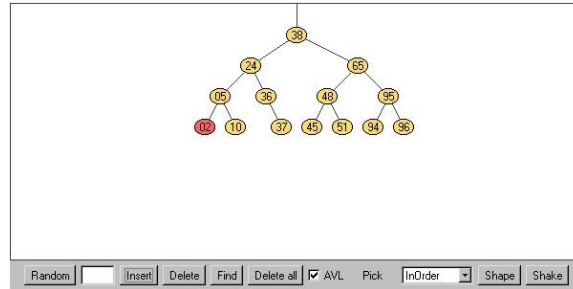 38
24 65
05 36 48 95
02 10 37 45 51 94 96
Random Insert Delete Find Delete all AVL Pick InOrder Shape Shake